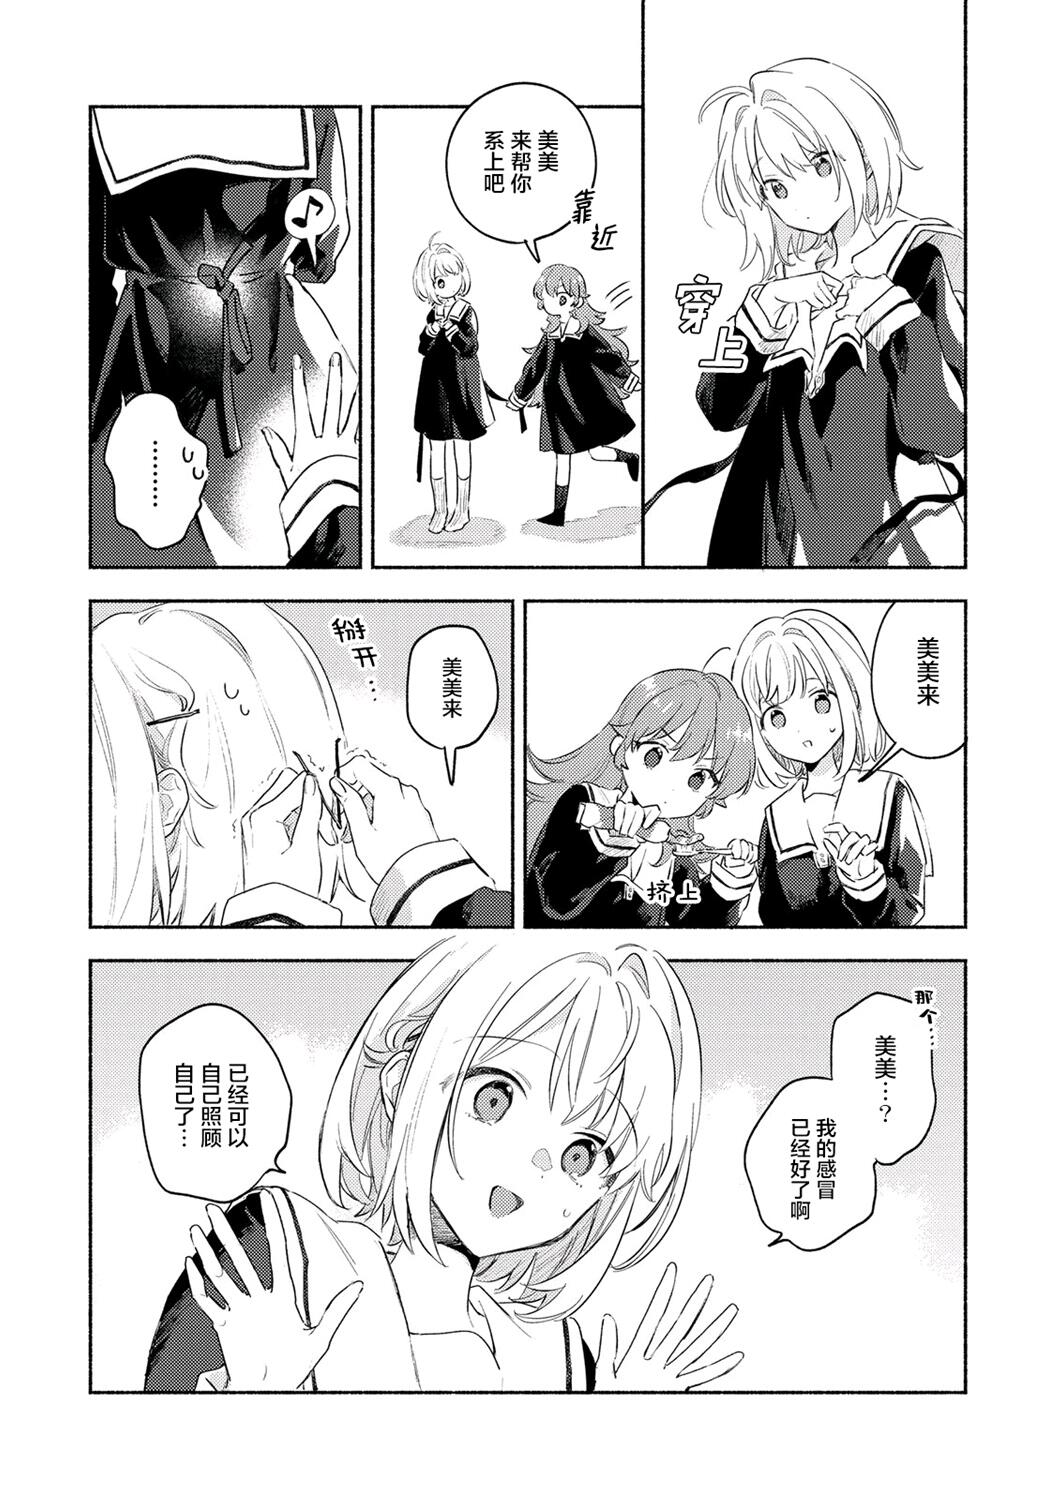 穿上
美美
来帮你
系上吧
靠近
♪
………
美美来
挤上
美美来
掰开…
那个…
美美…？
我的感冒
已经好了啊
已经可以
自己照顾
自己了…